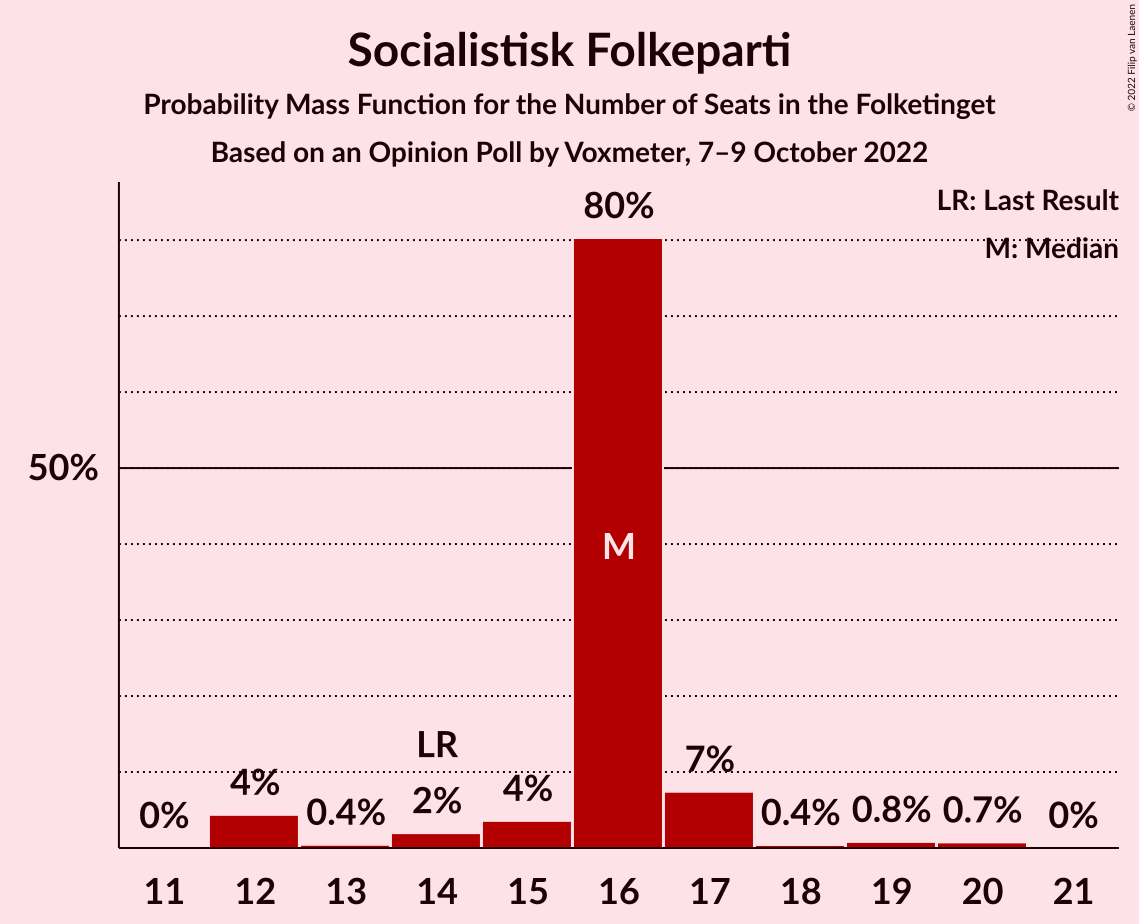 Socialistisk Folkeparti
Probability Mass Function for the Number of Seats in the Folketinget
Based on an Opinion Poll by Voxmeter, 7–9 October 2022
© 2022 Filip van Laenen
LR: Last Result
M: Median
80%
50%
M
LR
0%
4%
0.4%
2%
4%
7%
0.4%
0.8%
0.7%
0%
11 12 13 14 15 16 17 18 19 20 21